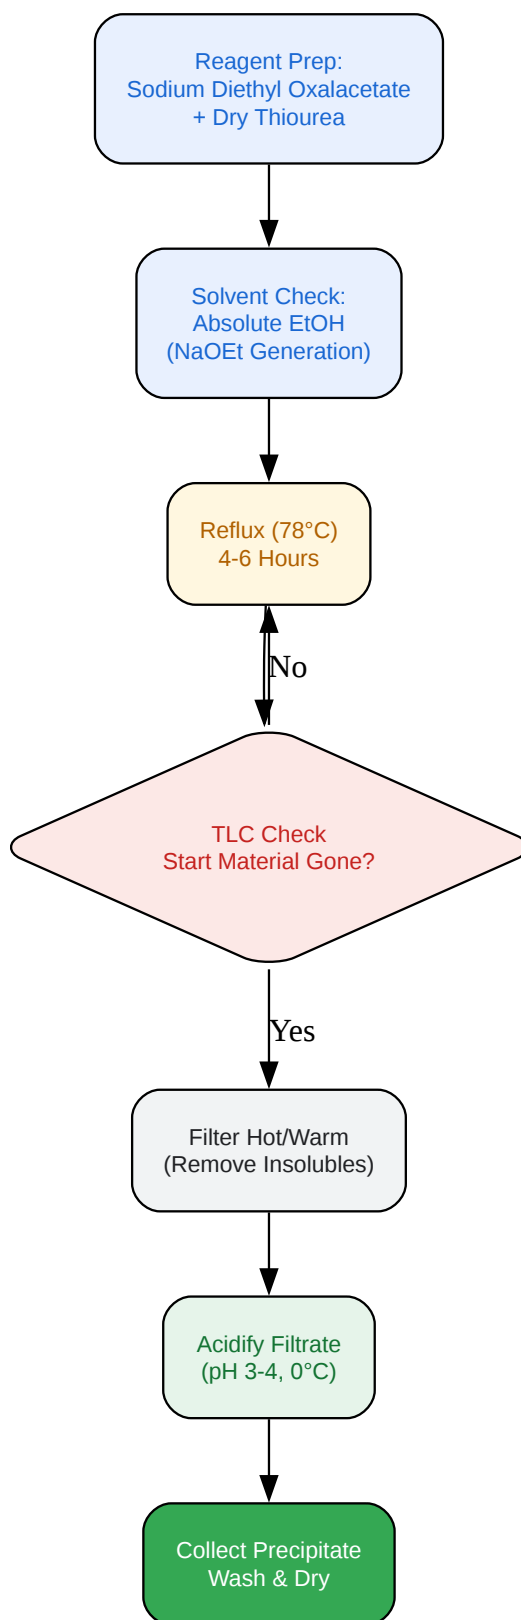 Reagent Prep:
Sodium Diethyl Oxalacetate
+ Dry Thiourea
Solvent Check:
Absolute EtOH
(NaOEt Generation)
Reflux (78°C)
4-6 Hours
No
TLC Check
Start Material Gone?
Yes
Filter Hot/Warm
(Remove Insolubles)
Acidify Filtrate
(pH 3-4, 0°C)
Collect Precipitate
Wash & Dry